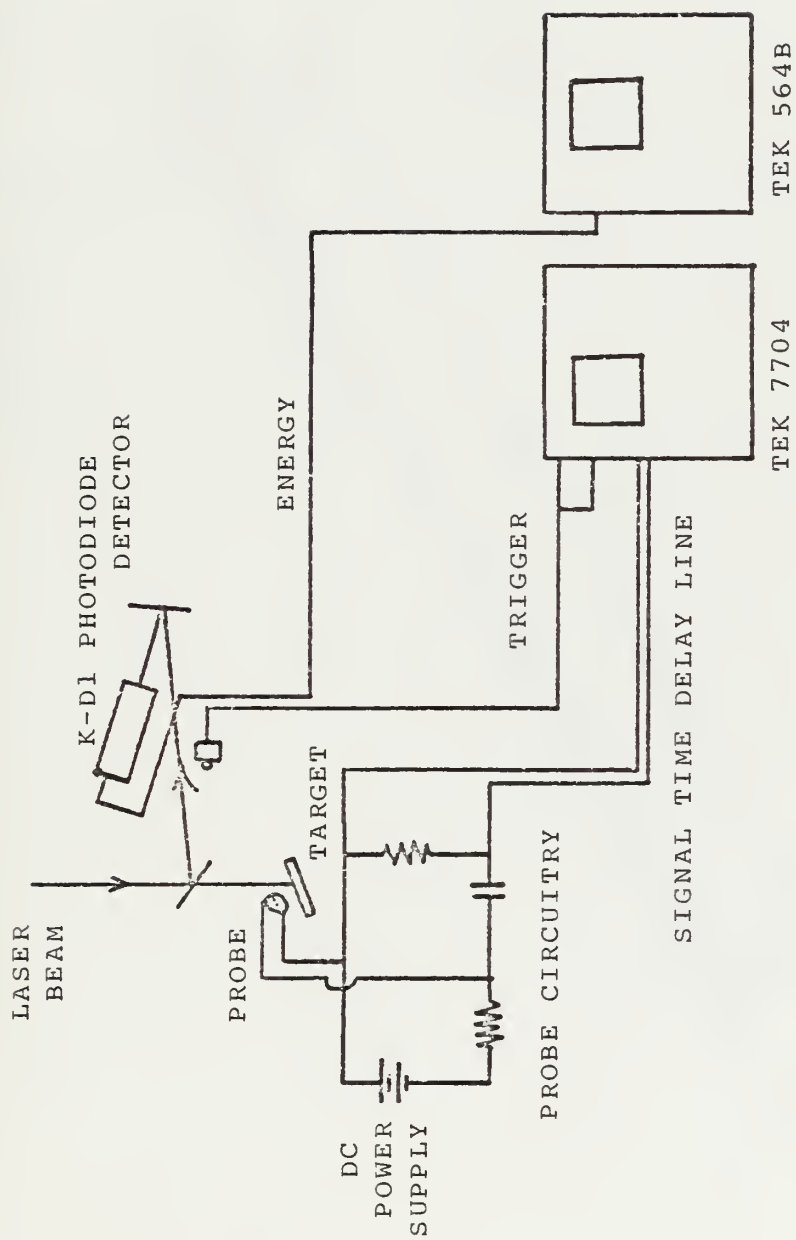 LASER
BEAM
K-D1 PHOTODIODE
DETECTOR
PROBE
TARGET
ENERGY
TRIGGER
DC
POWER
SUPPLY
PROBE CIRCUITRY
SIGNAL TIME DELAY LINE
TEK 7704
TEK 564B